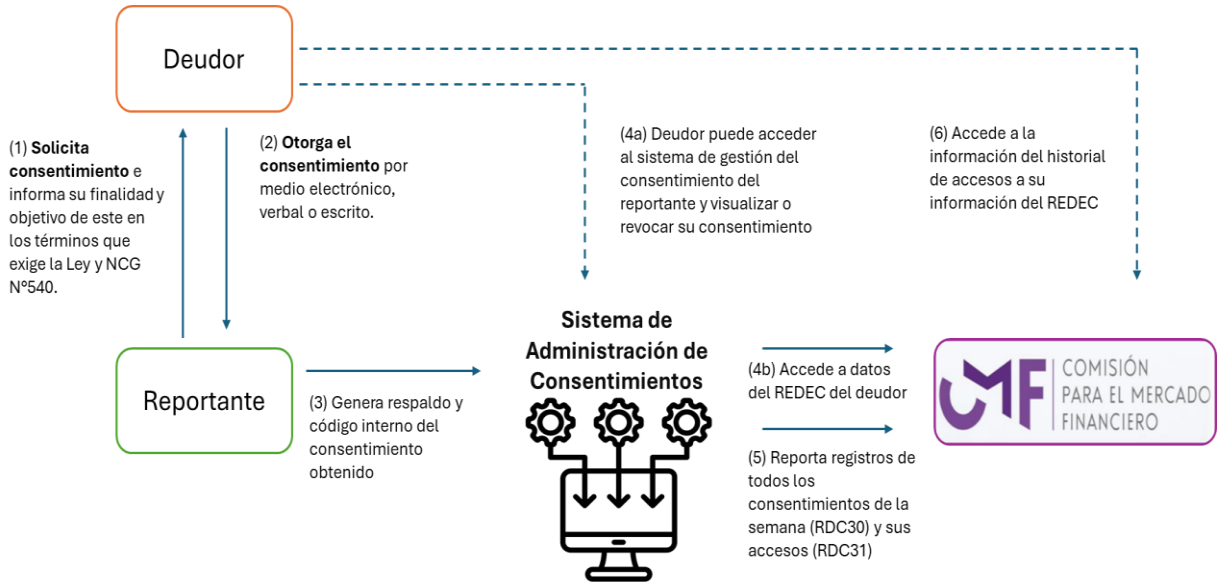 Deudor
(1) Solicita
consentimiento e
informa su finalidad y
objetivo de este en
los términos que
exige la Ley y NCG
N°540.
(2) Otorga el
consentimiento por
medio electrónico,
verbal o escrito.
(4a) Deudor puede acceder
al sistema de gestión del
consentimiento del
reportante y visualizar o
revocar su consentimiento
(6) Accede a la
información del historial
de accesos a su
información del REDEC
Reportante
(3) Genera respaldo y
código interno del
consentimiento
obtenido
Sistema de
Administración de
Consentimientos
(4b) Accede a datos
del REDEC del deudor
(5) Reporta registros de
todos los
consentimientos de la
semana (RDC30) y sus
accesos (RDC31)
CMF
COMISIÓN
PARA EL MERCADO
FINANCIERO